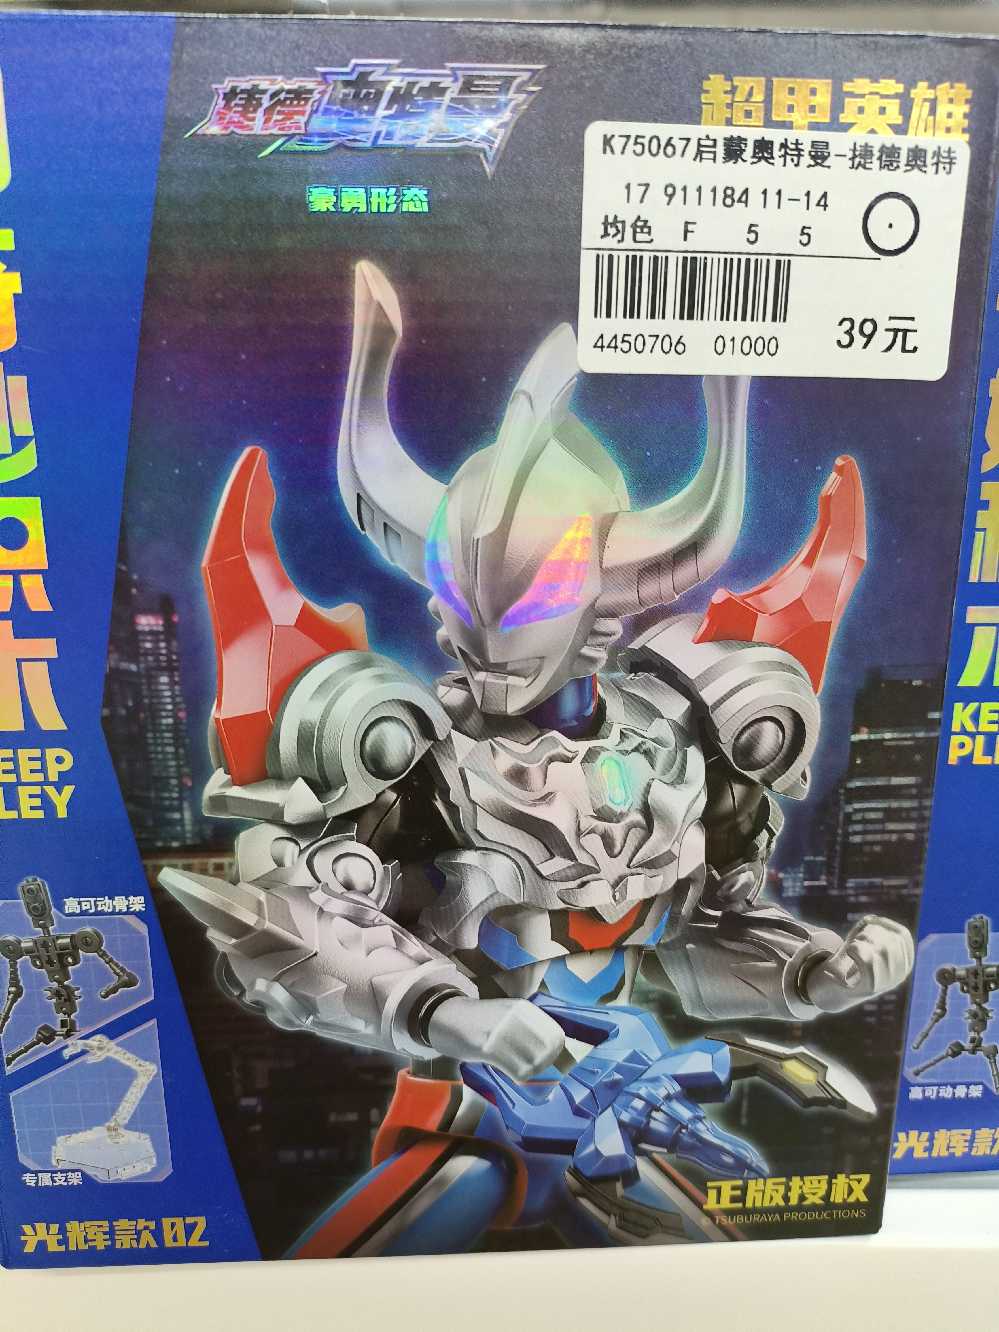 捷德奥特曼
豪勇形态
超甲英雄
K75067启蒙奥特曼-捷德奥特
17 911184 11-14
均色 F 5 5
4450706 01000
39元
EEP
LEY
KE
PL
高可动骨架
专属支架
光辉款02
高可动骨架
光辉款
正版授权
© TSUBURAYA PRODUCTIONS